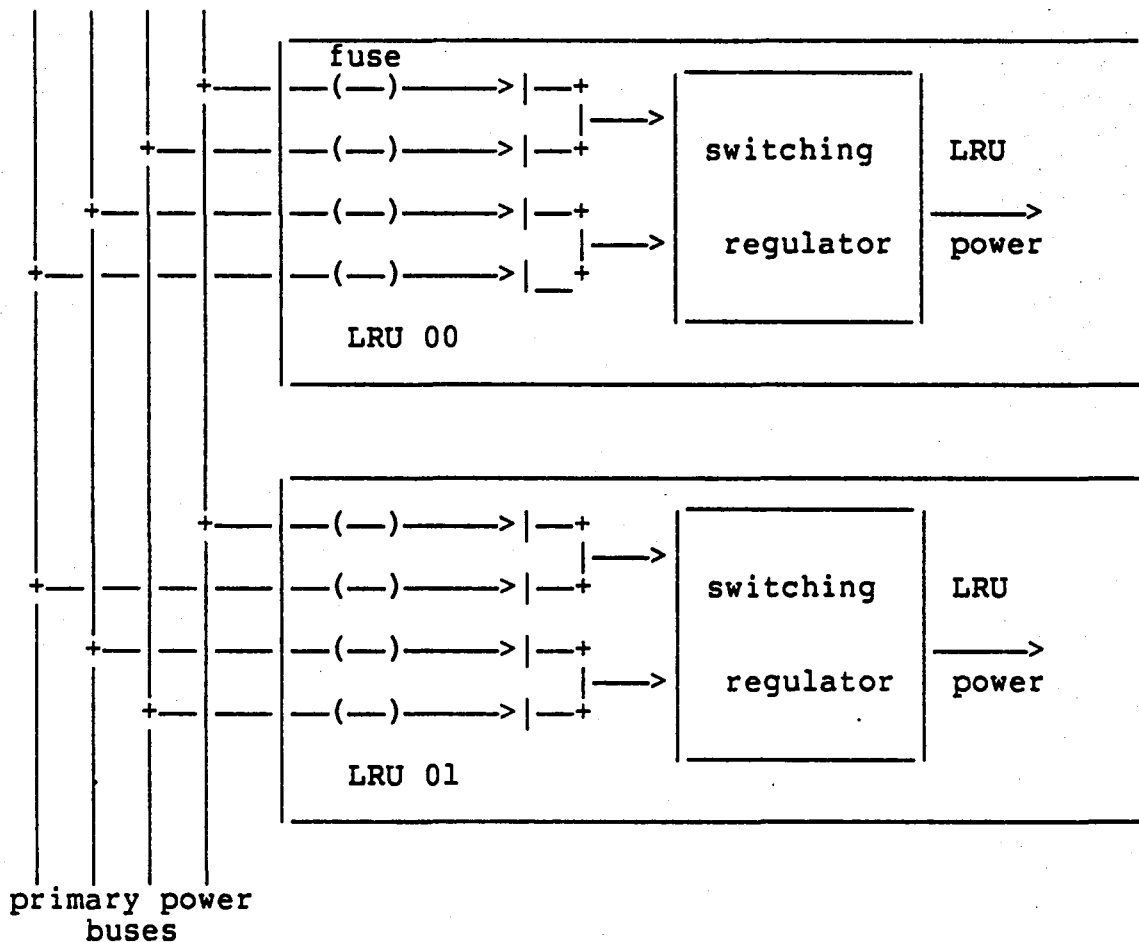 fuse
switching LRU
regulator power
LRU 00
switching LRU
regulator power
LRU 01
primary power
buses